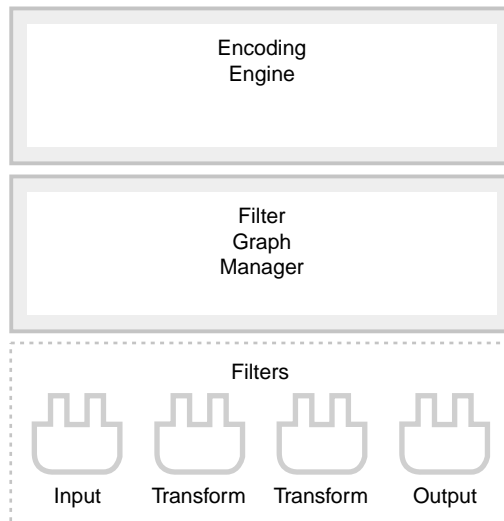 Encoding
Engine
Filter
Graph
Manager
Filters
Input Transform Transform Output